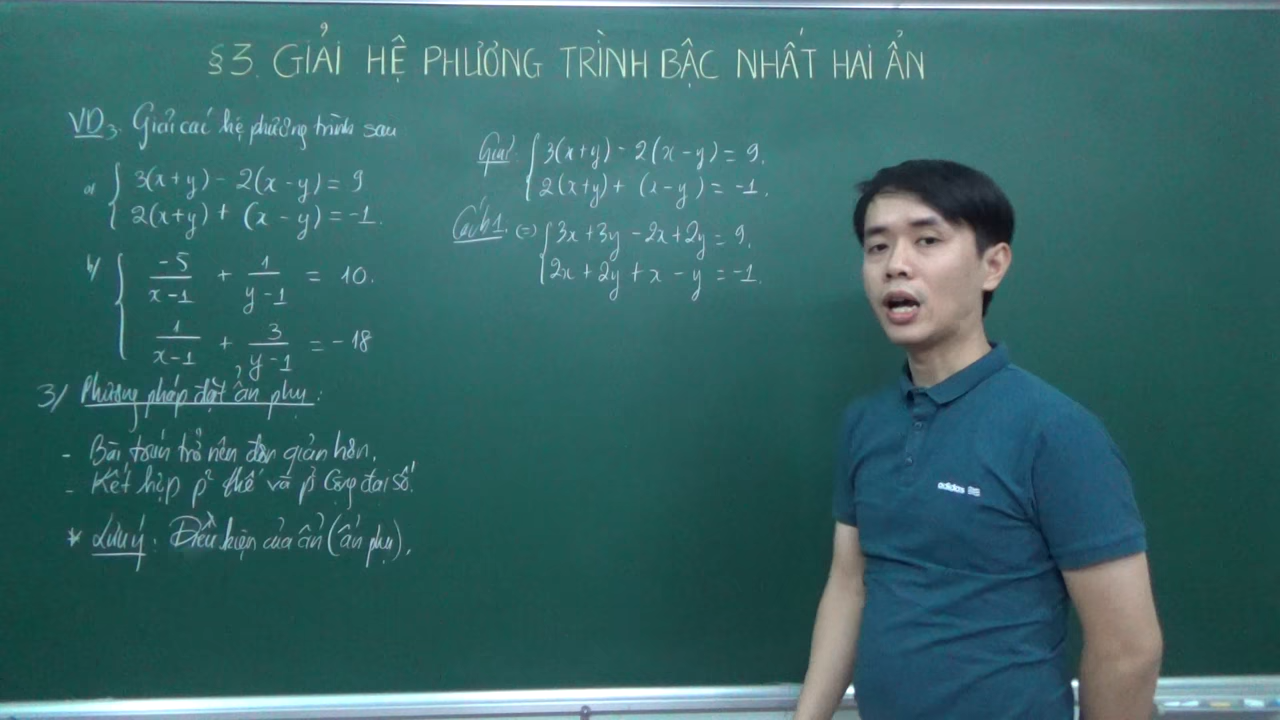 §3. GIẢI HỆ PHƯƠNG TRÌNH BẬC NHẤT HAI ẨN
VD3. Giải các hệ phương trình sau
a) { 3(x+y) - 2(x-y) = 9
2(x+y) + (x-y) = -1.
b) { -5/(x-1) + 1/(y-1) = 10.
1/(x-1) + 3/(y-1) = -18
3/ Phương pháp đặt ẩn phụ:
- Bài toán trở nên đơn giản hơn.
- Kết hợp p² thế và p² cộng đại số.
* Lưu ý: Điều kiện của ẩn (ẩn phụ).
Giải: { 3(x+y) - 2(x-y) = 9.
2(x+y) + (x-y) = -1.
Cách 1. (=) { 3x + 3y - 2x + 2y = 9.
2x + 2y + x - y = -1.
adidas